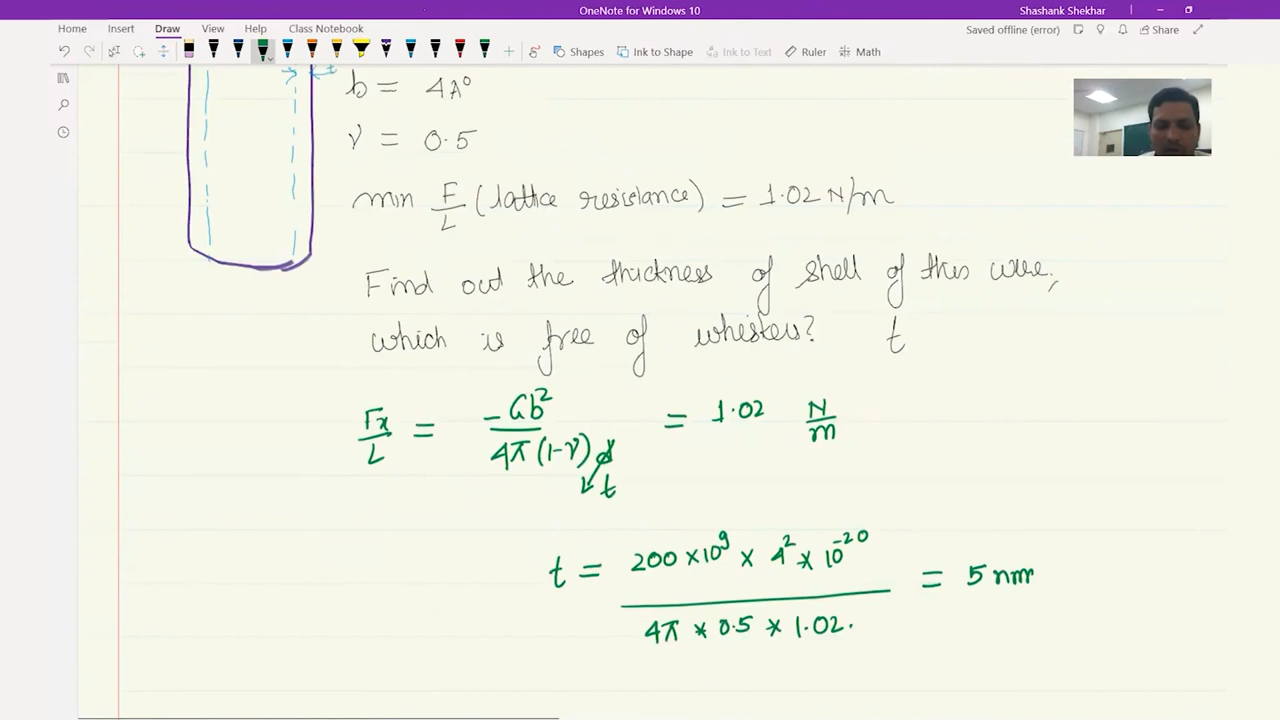 OneNote for Windows 10
Shashank Shekhar
Home Insert Draw View Help Class Notebook
Saved offline (error) Share
Shapes Ink to Shape Ink to Text Ruler Math
t
b = 4A°
ν = 0.5
min F/L (lattice resistance) = 1.02 N/m
Find out the thickness of shell of this wire,
which is free of whiskers? t
Fx/L = -Gb²/4π(1-ν)d = 1.02 N/m
t
t = 200×10⁹ × 4² × 10⁻²⁰ / 4π * 0.5 * 1.02. = 5 nm